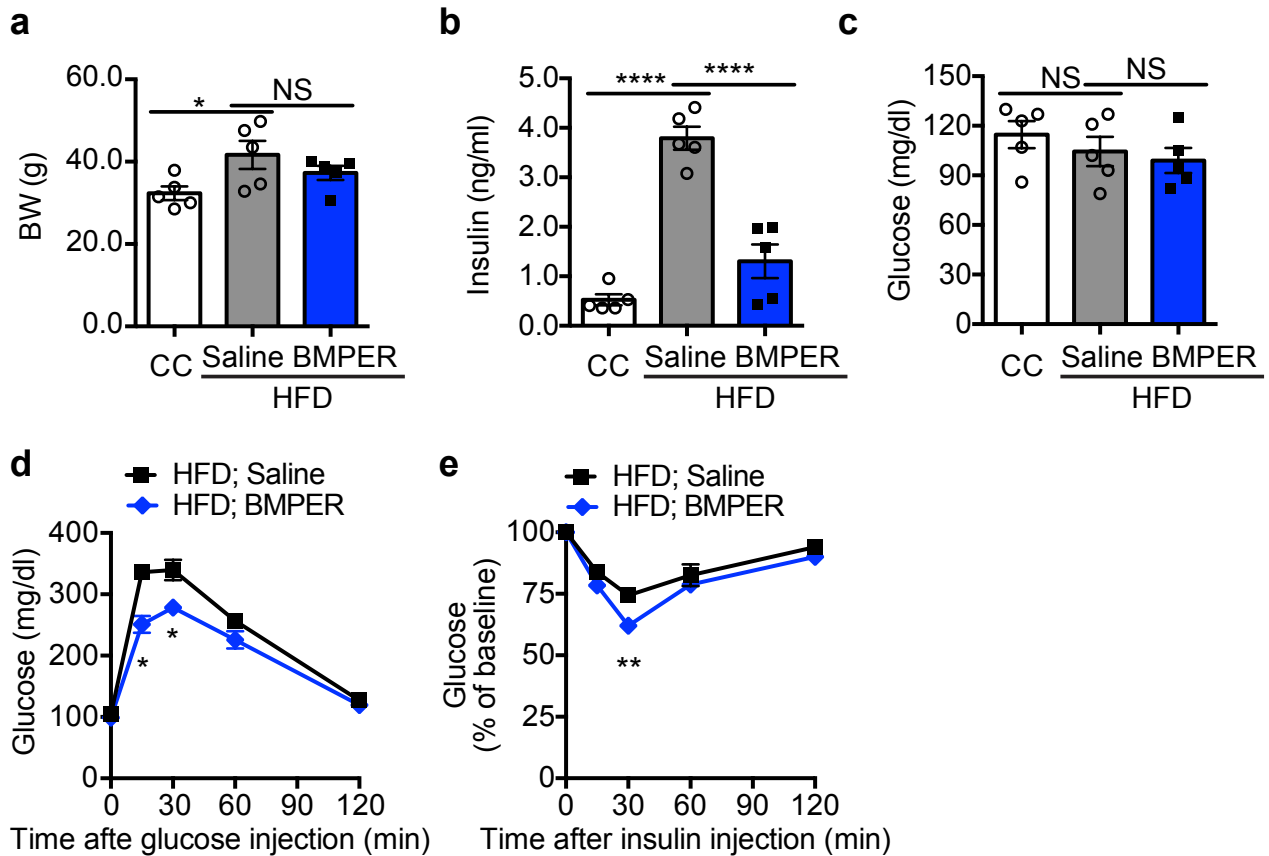 a
60.0
40.0
20.0
0.0
BW (g)
*
NS
CC
Saline BMPER
HFD
b
5.0
4.0
3.0
2.0
1.0
0.0
Insulin (ng/ml)
****
****
CC
Saline BMPER
HFD
c
150
120
90
60
30
0
Glucose (mg/dl)
NS
NS
CC
Saline BMPER
HFD
d
HFD; Saline
HFD; BMPER
400
300
200
100
0
Glucose (mg/dl)
*
*
0 30 60 90 120
Time afte glucose injection (min)
e
HFD; Saline
HFD; BMPER
100
75
50
25
0
Glucose
(% of baseline)
**
0 30 60 90 120
Time after insulin injection (min)